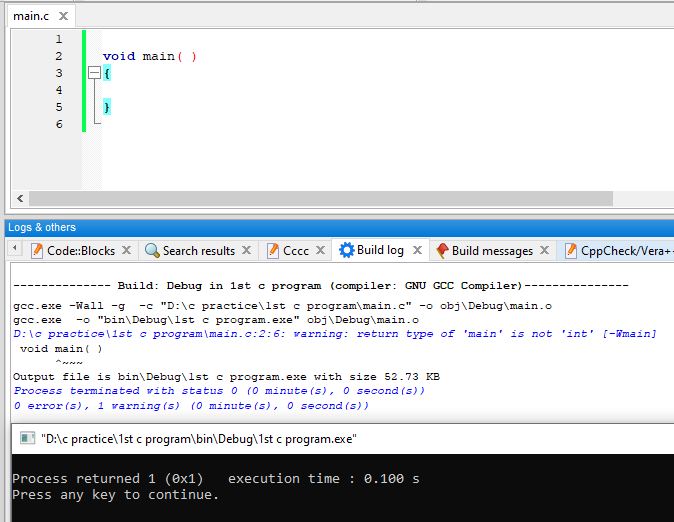 main.c
1
2 void main( )
3 {
4
5 }
6
Logs & others
Code::Blocks Search results Cccc Build log Build messages CppCheck/Vera+
-------------- Build: Debug in 1st c program (compiler: GNU GCC Compiler)---------------
gcc.exe -Wall -g  -c "D:\c practice\1st c program\main.c" -o obj\Debug\main.o
gcc.exe  -o "bin\Debug\1st c program.exe" obj\Debug\main.o
D:\c practice\1st c program\main.c:2:6: warning: return type of 'main' is not 'int' [-Wmain]
 void main( )
      ^~~~
Output file is bin\Debug\1st c program.exe with size 52.73 KB
Process terminated with status 0 (0 minute(s), 0 second(s))
0 error(s), 1 warning(s) (0 minute(s), 0 second(s))
"D:\c practice\1st c program\bin\Debug\1st c program.exe"
Process returned 1 (0x1)   execution time : 0.100 s
Press any key to continue.